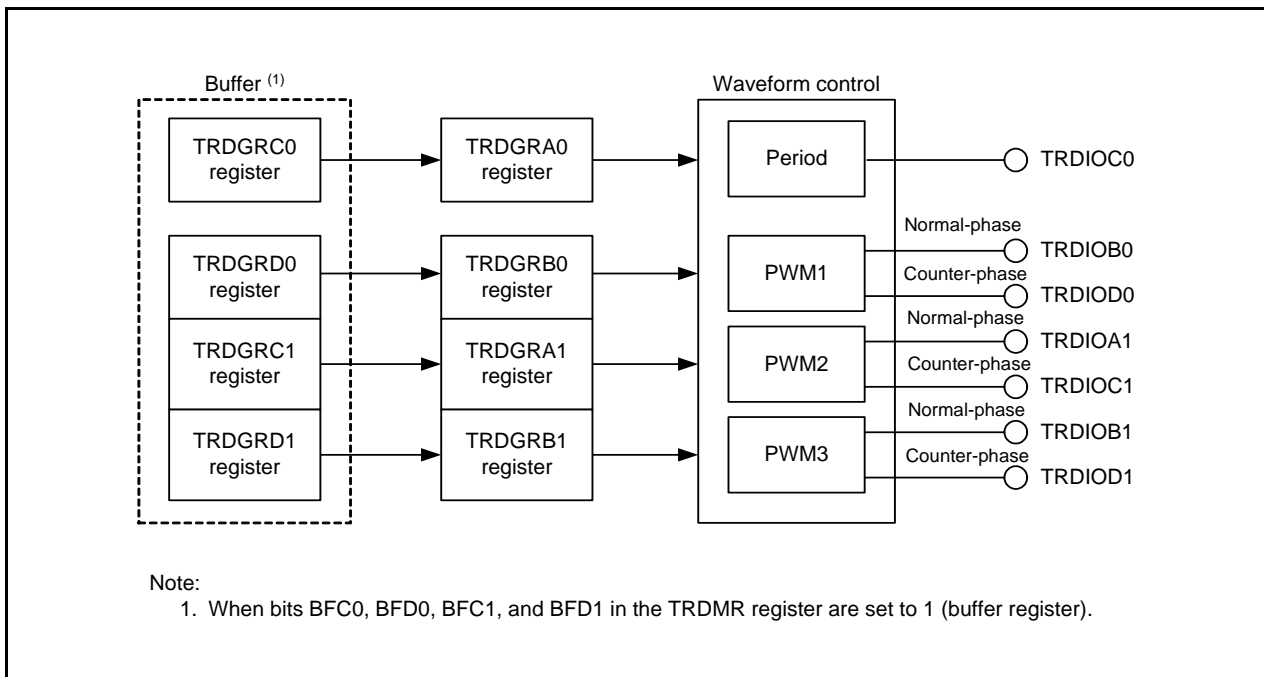 Buffer (1)
Waveform control
TRDGRC0
register
TRDGRA0
register
Period
TRDIOC0
TRDGRD0
register
TRDGRB0
register
PWM1
Normal-phase
TRDIOB0
Counter-phase
TRDIOD0
TRDGRC1
register
TRDGRA1
register
PWM2
Normal-phase
TRDIOA1
Counter-phase
TRDIOC1
TRDGRD1
register
TRDGRB1
register
PWM3
Normal-phase
TRDIOB1
Counter-phase
TRDIOD1
Note:
1. When bits BFC0, BFD0, BFC1, and BFD1 in the TRDMR register are set to 1 (buffer register).